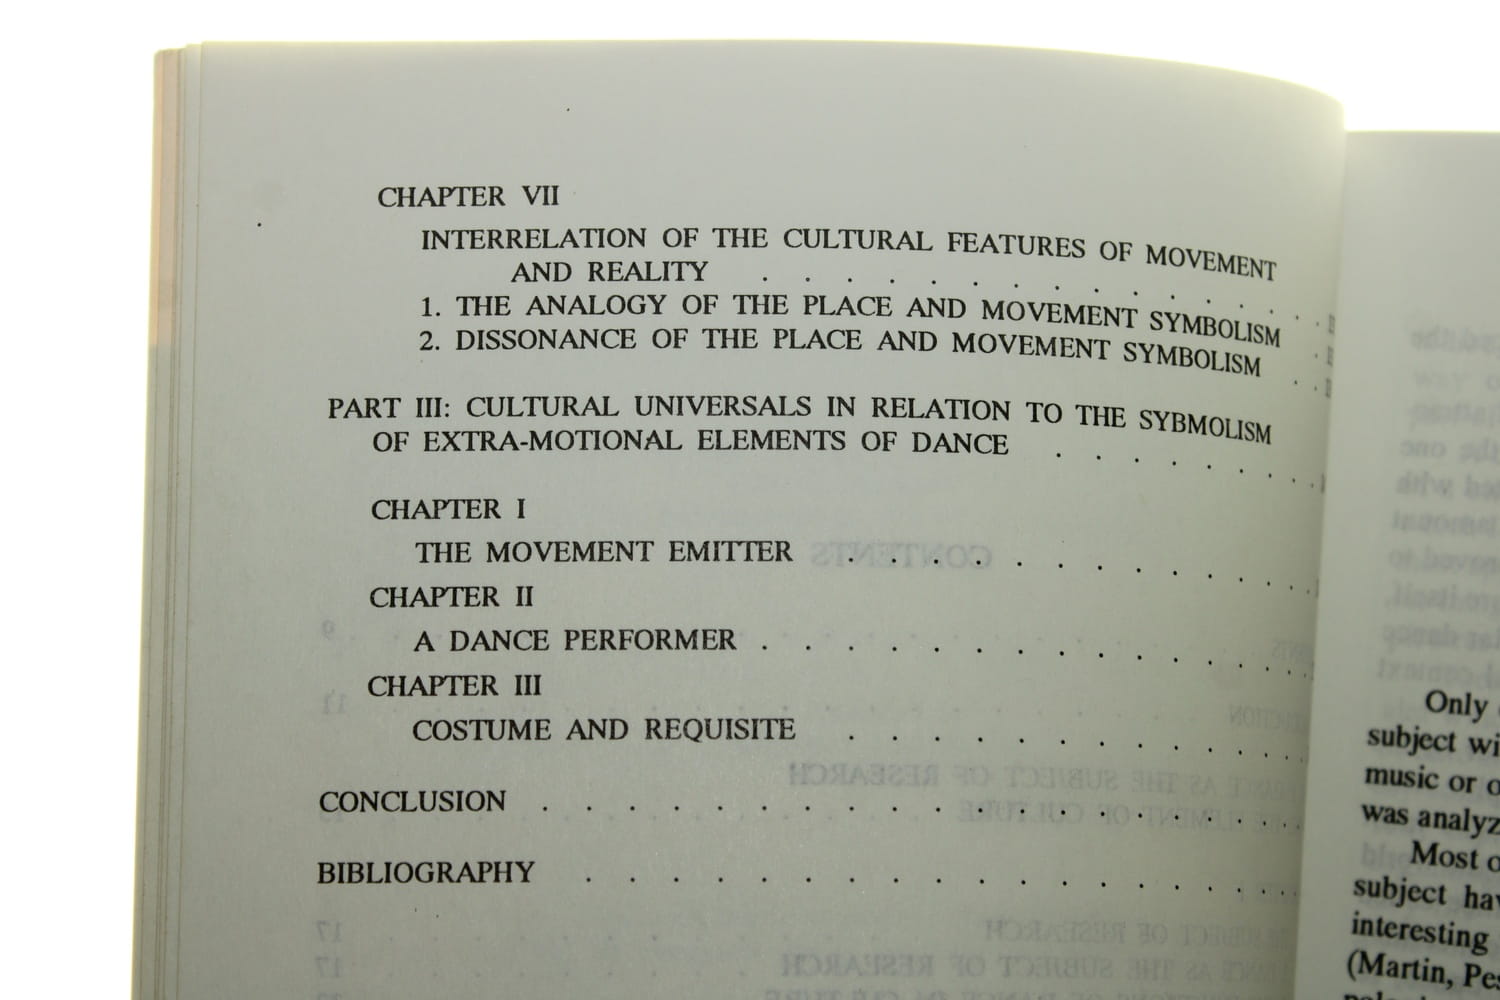 CHAPTER VII
INTERRELATION OF THE CULTURAL FEATURES OF MOVEMENT
AND REALITY . . . . . . . . . . . . .
1. THE ANALOGY OF THE PLACE AND MOVEMENT SYMBOLISM
2. DISSONANCE OF THE PLACE AND MOVEMENT SYMBOLISM
PART III: CULTURAL UNIVERSALS IN RELATION TO THE SYBMOLISM
OF EXTRA-MOTIONAL ELEMENTS OF DANCE . . . . . . . . .
CHAPTER I
THE MOVEMENT EMITTER . . . . . . . . . . . .
CHAPTER II
A DANCE PERFORMER . . . . . . . . . . . . . .
CHAPTER III
COSTUME AND REQUISITE . . . . . . . . . . . .
CONCLUSION . . . . . . . . . . . . . . . . . . .
BIBLIOGRAPHY . . . . . . . . . . . . . . . . . .
Only
subject
music or
was
Most
subject
interesting
(Martin,